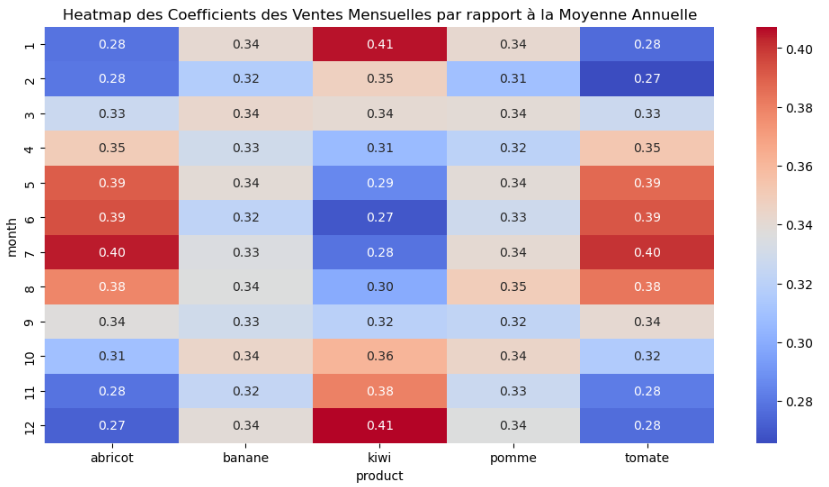 Heatmap des Coefficients des Ventes Mensuelles par rapport à la Moyenne Annuelle
1 0.28 0.34 0.41 0.34 0.28
2 0.28 0.32 0.35 0.31 0.27
3 0.33 0.34 0.34 0.34 0.33
4 0.35 0.33 0.31 0.32 0.35
5 0.39 0.34 0.29 0.34 0.39
6 0.39 0.32 0.27 0.33 0.39
7 0.40 0.33 0.28 0.34 0.40
8 0.38 0.34 0.30 0.35 0.38
9 0.34 0.33 0.32 0.32 0.34
10 0.31 0.34 0.36 0.34 0.32
11 0.28 0.32 0.38 0.33 0.28
12 0.27 0.34 0.41 0.34 0.28
month
abricot banane kiwi pomme tomate
product
0.40
0.38
0.36
0.34
0.32
0.30
0.28